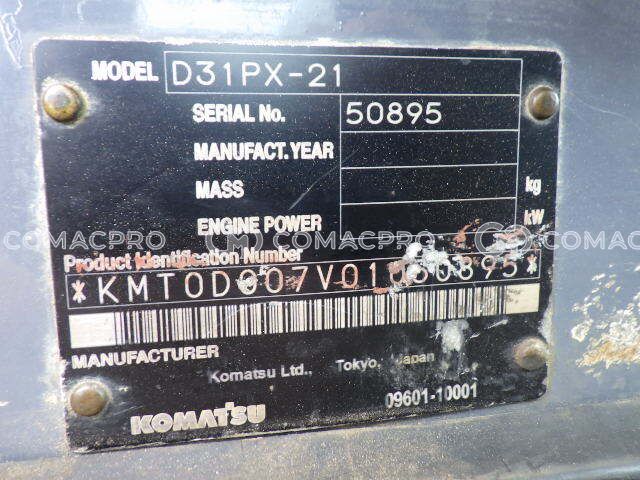 MODEL D31PX-21
SERIAL No. 50895
MANUFACT.YEAR
MASS kg
ENGINE POWER kW
COMACPRO COMACPRO COMACPRO
Product Identification Number
*KMT0D007V01050895*
MANUFACTURER
Komatsu Ltd., Tokyo, Japan
KOMATSU 09601-10001